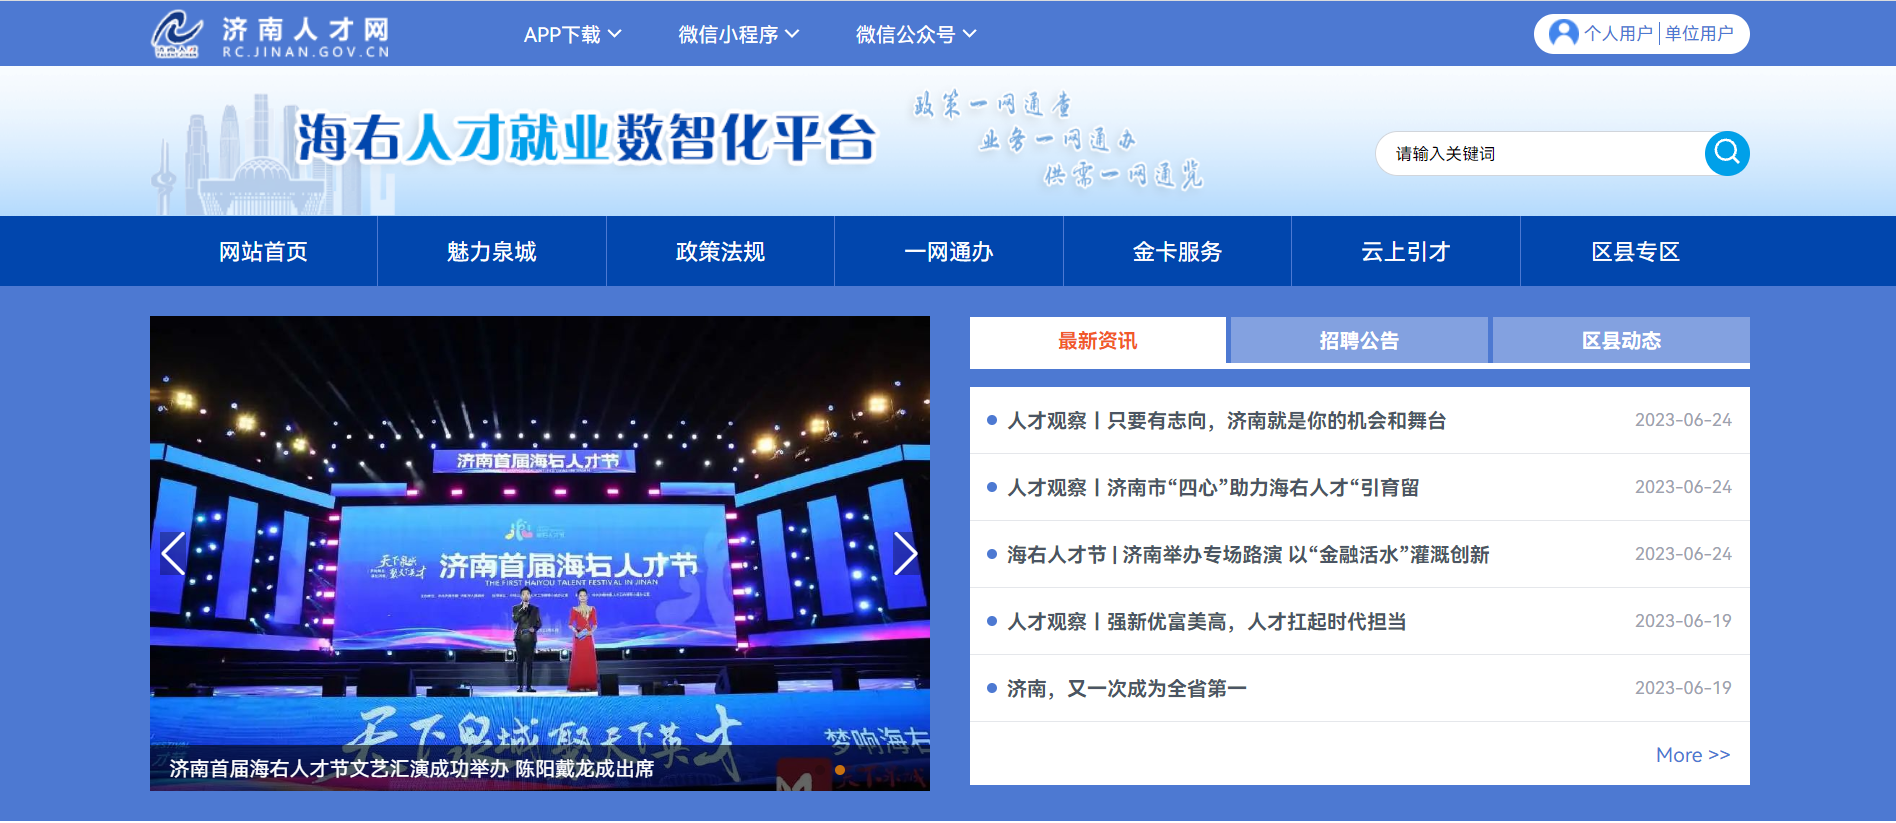 济南人才网
RC.JINAN.GOV.CN
APP下载
微信小程序
微信公众号
个人用户
单位用户
海右人才就业数智化平台
政策一网通查
业务一网通办
供需一网通览
请输入关键词
网站首页
魅力泉城
政策法规
一网通办
金卡服务
云上引才
区县专区
济南首届海右人才节
天下泉城
聚天下英才
济南首届海右人才节
THE FIRST HAIYOU TALENT FESTIVAL IN JINAN
天下泉城 聚天下英才
梦响海右
济南首届海右人才节文艺汇演成功举办 陈阳戴龙成出席
最新资讯
招聘公告
区县动态
人才观察丨只要有志向，济南就是你的机会和舞台
2023-06-24
人才观察丨济南市“四心”助力海右人才“引育留
2023-06-24
海右人才节 | 济南举办专场路演 以“金融活水”灌溉创新
2023-06-24
人才观察丨强新优富美高，人才扛起时代担当
2023-06-19
济南，又一次成为全省第一
2023-06-19
More >>